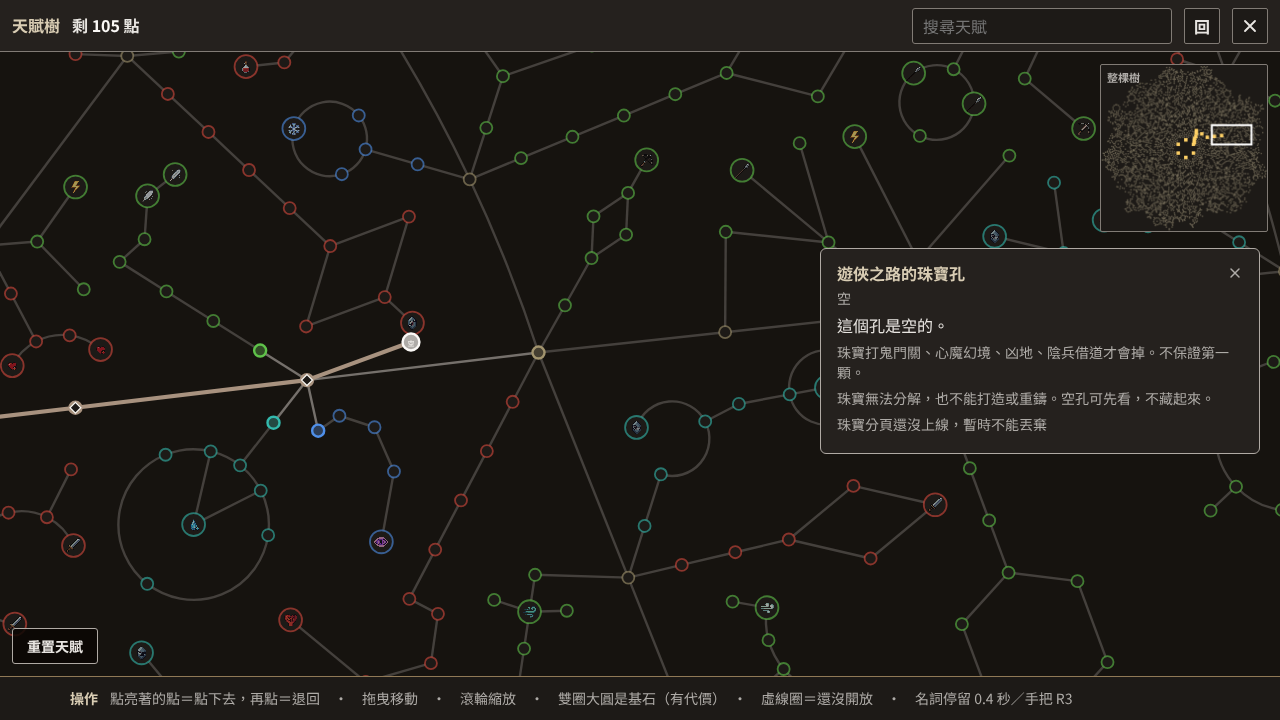 天賦樹 剩 105 點
搜尋天賦
回
整棵樹
遊俠之路的珠寶孔
空
這個孔是空的。
珠寶打鬼門關、心魔幻境、凶地、陰兵借道才會掉。不保證第一
顆。
珠寶無法分解，也不能打造或重鑄。空孔可先看，不藏起來。
珠寶分頁還沒上線，暫時不能丟棄
空
重置天賦
操作 點亮著的點＝點下去，再點＝退回 • 拖曳移動 • 滾輪縮放 • 雙圈大圓是基石（有代價） • 虛線圈＝還沒開放 • 名詞停留 0.4 秒／手把 R3